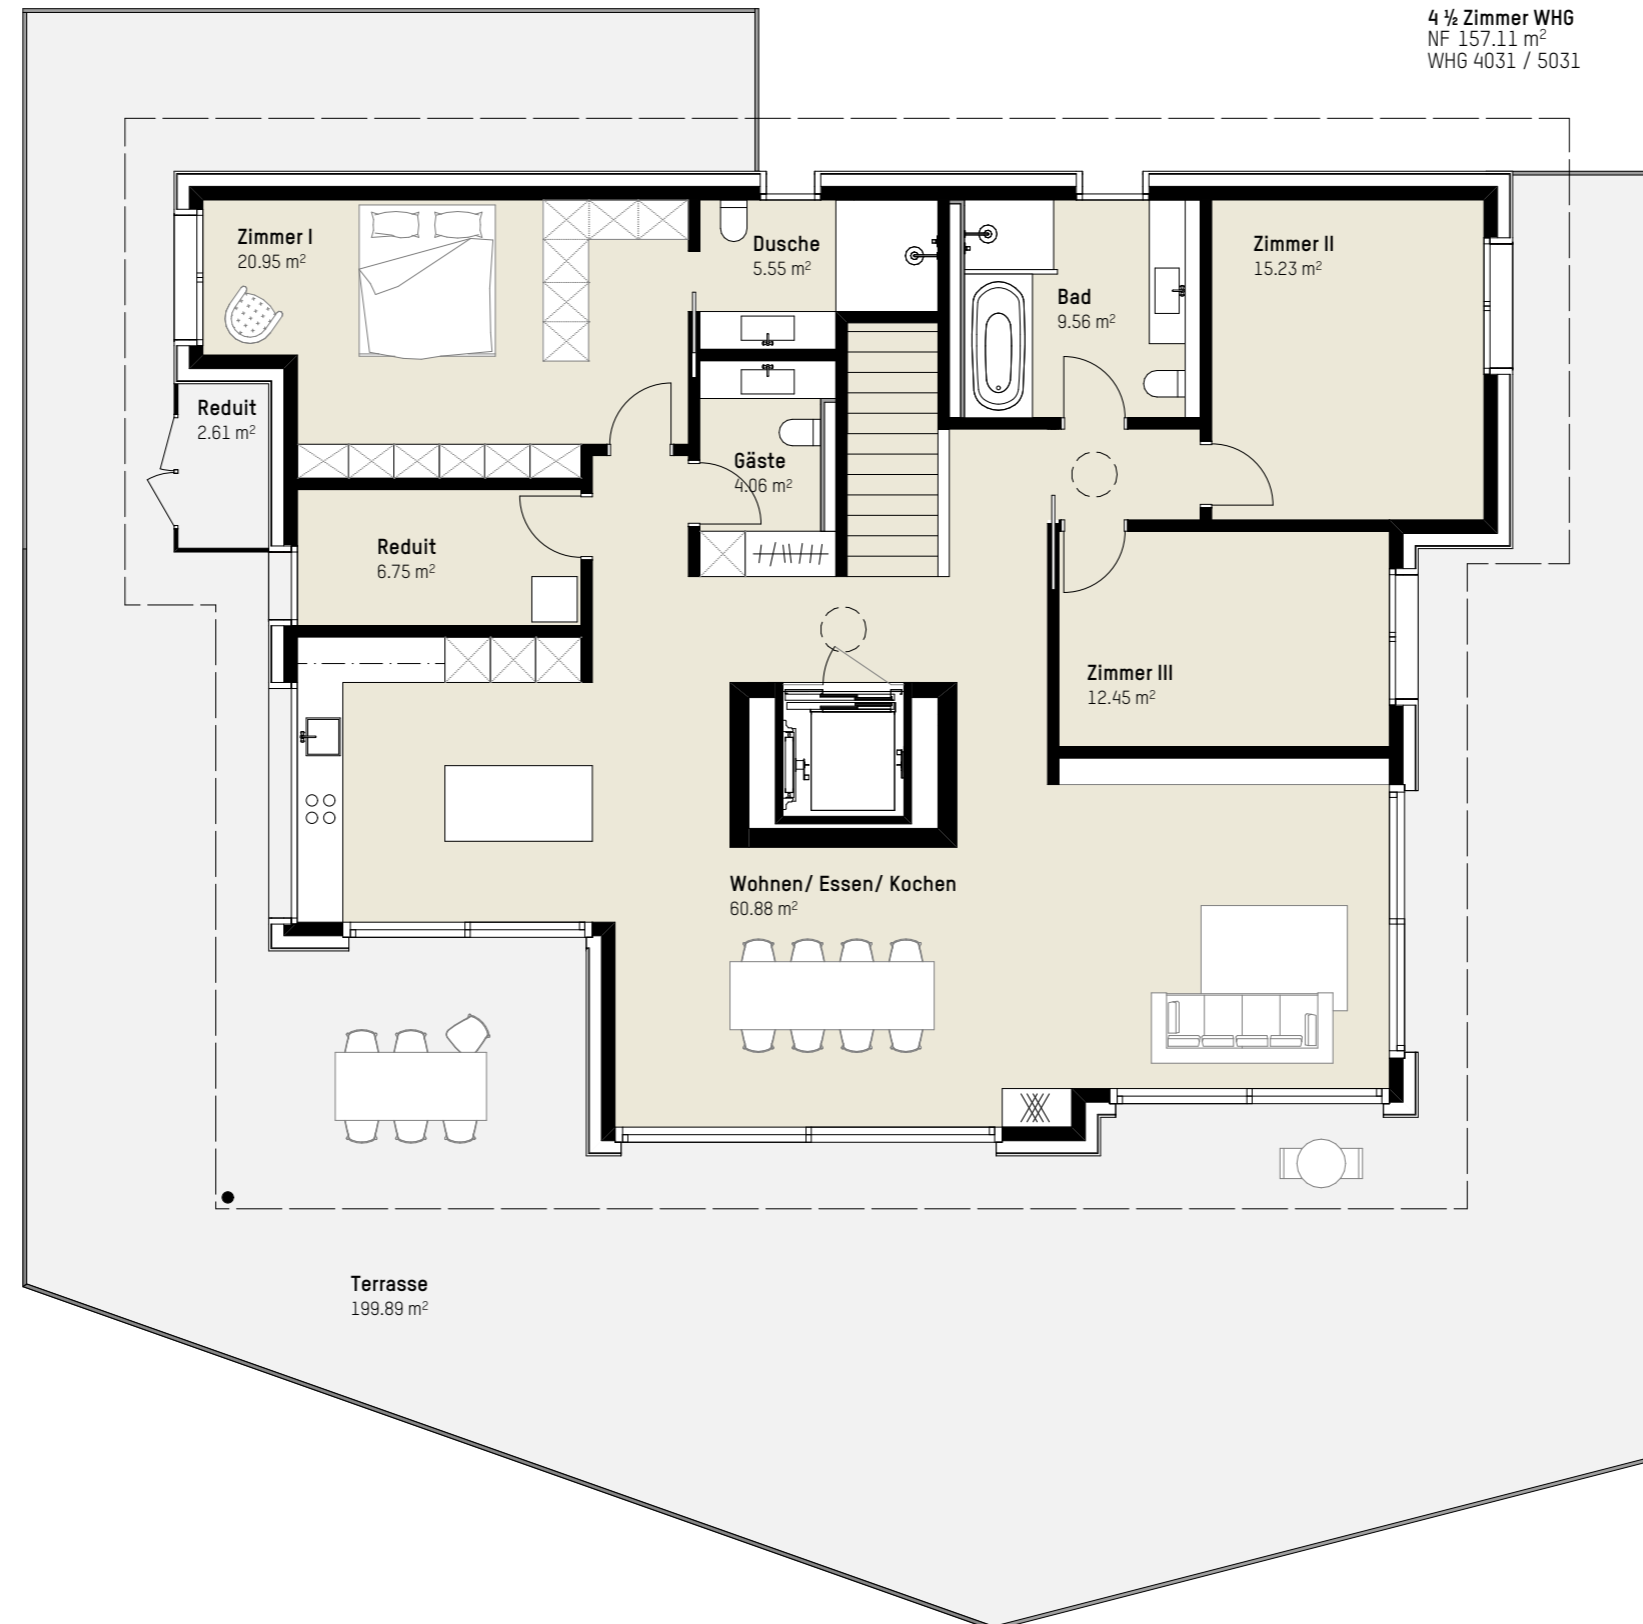 4 ½ Zimmer WHG
NF 157.11 m²
WHG 4031 / 5031
Zimmer I
20.95 m²
Dusche
5.55 m²
Zimmer II
15.23 m²
Bad
9.56 m²
Reduit
2.61 m²
Gäste
4.06 m²
Reduit
6.75 m²
Zimmer III
12.45 m²
Wohnen/ Essen/ Kochen
60.88 m²
Terrasse
199.89 m²